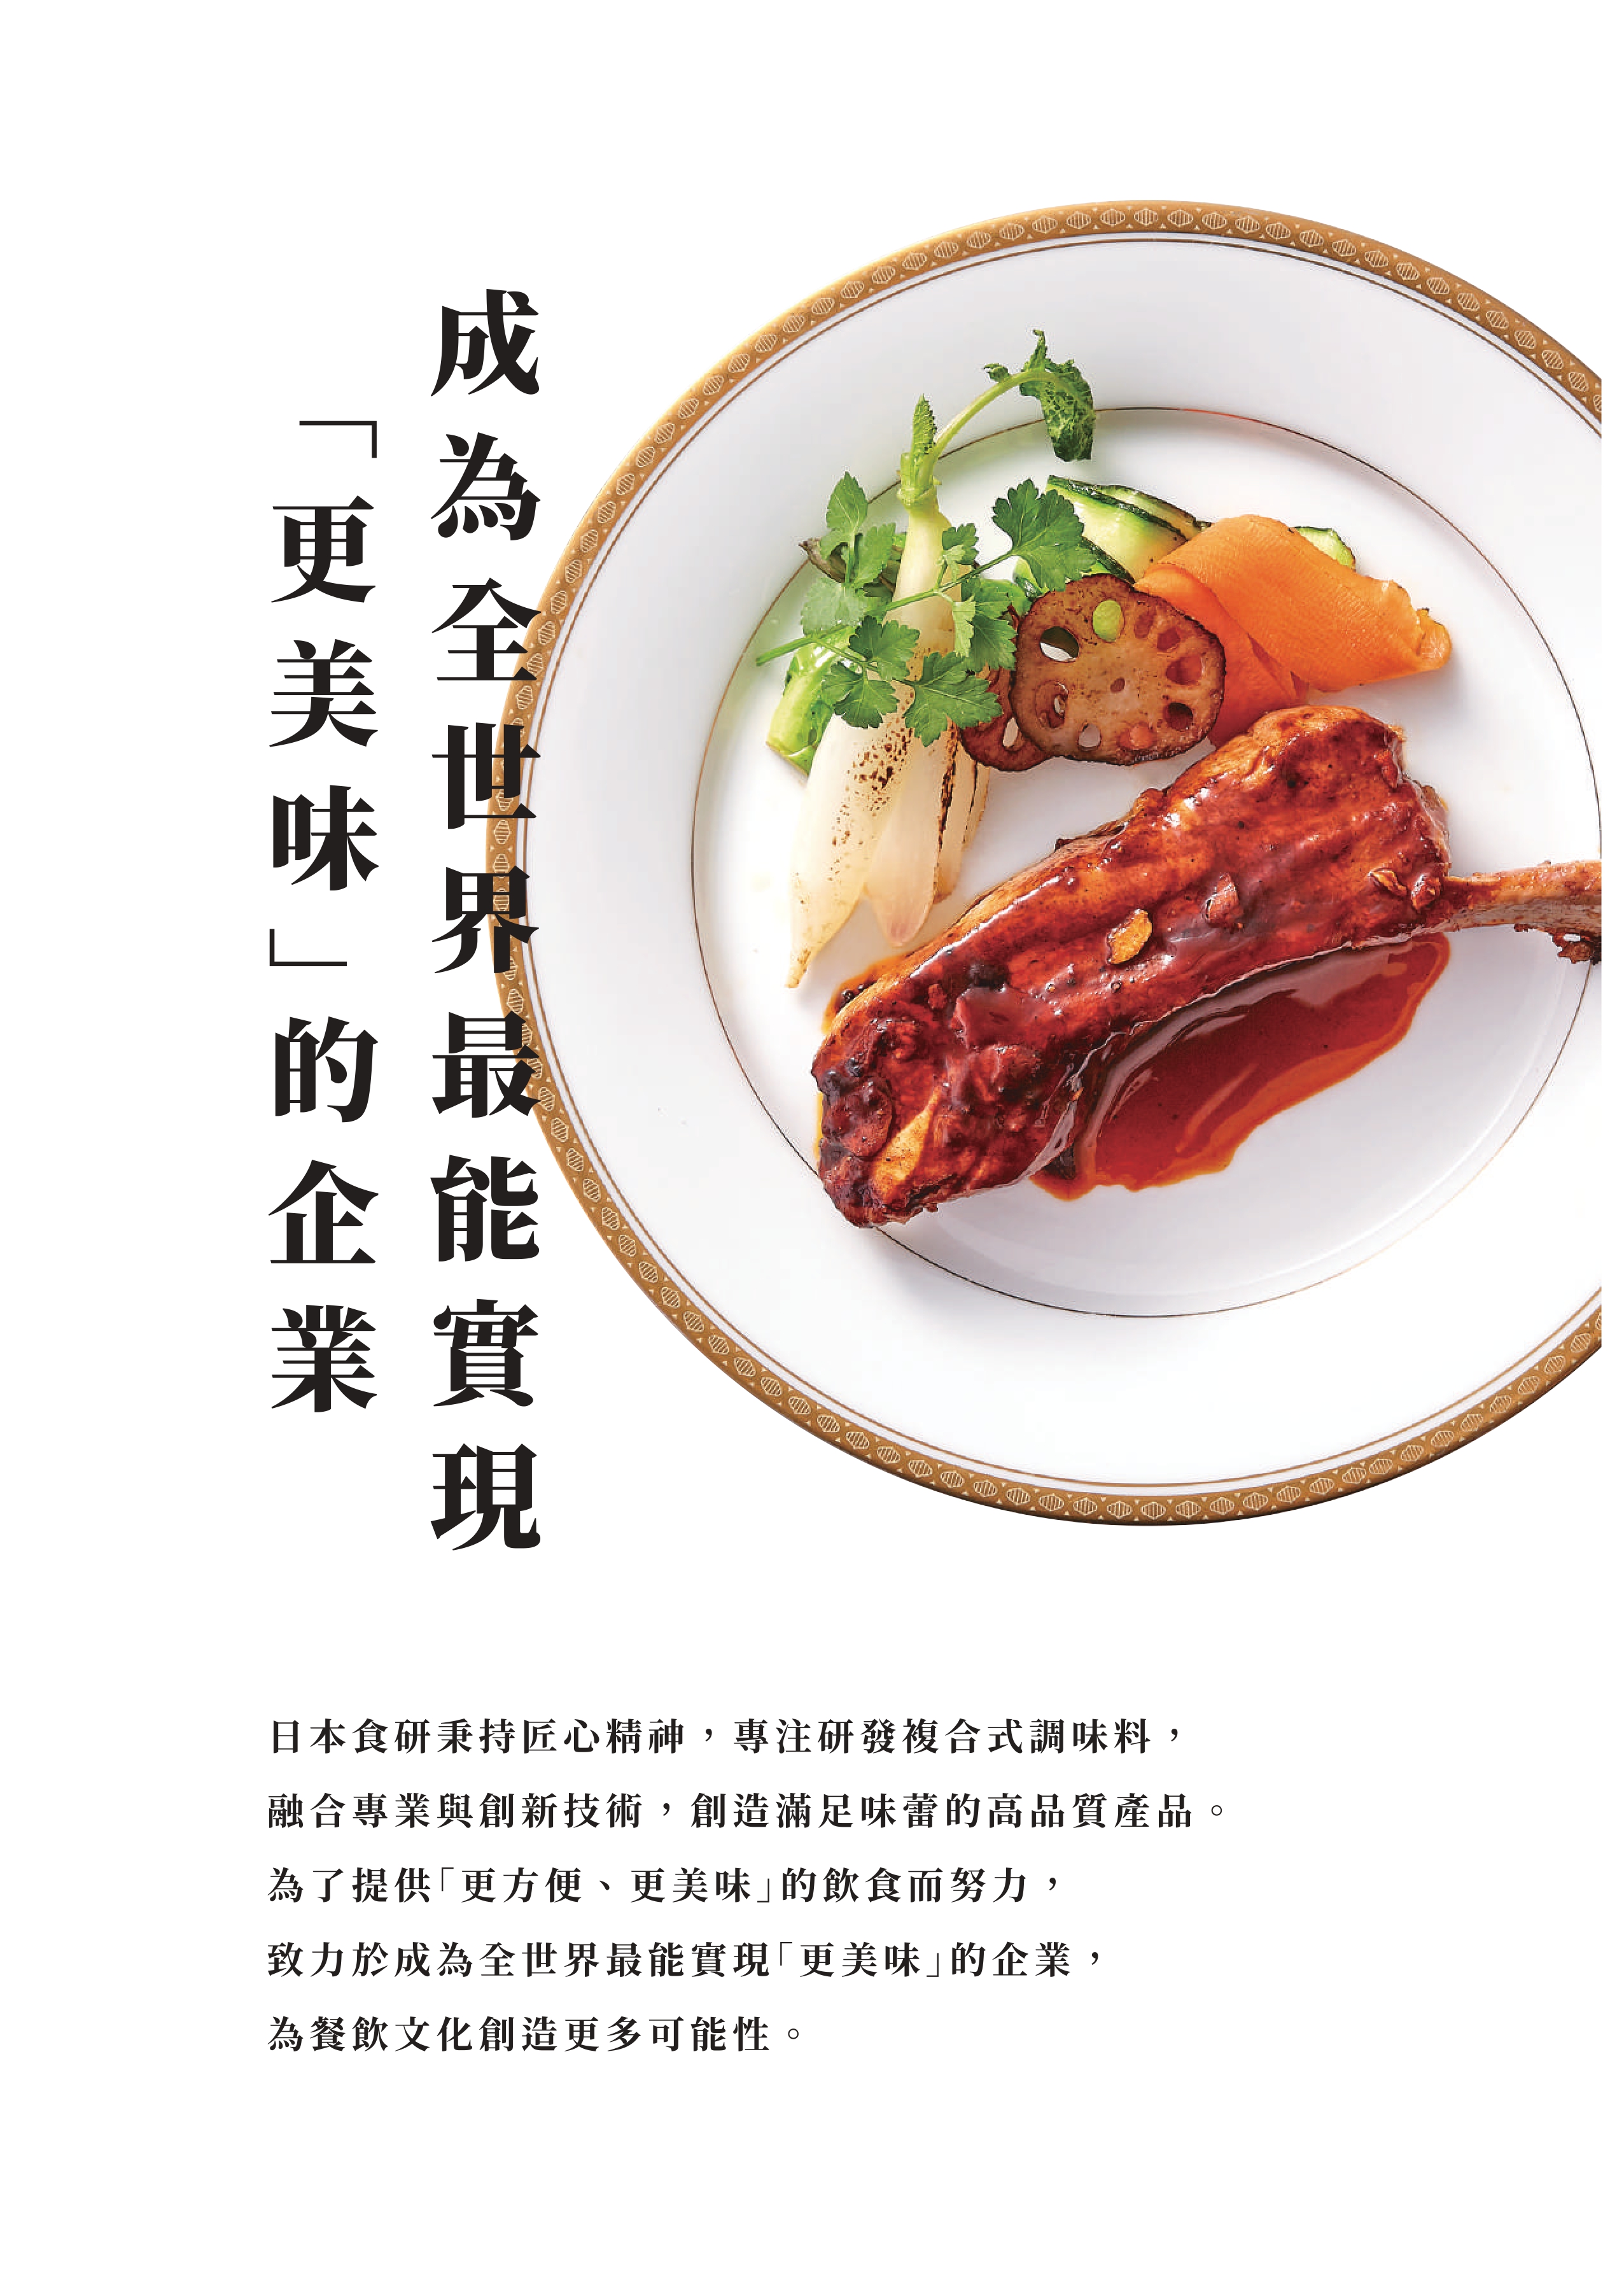 成為全世界最能實現
「更美味」的企業
日本食研秉持匠心精神，專注研發複合式調味料，
融合專業與創新技術，創造滿足味蕾的高品質產品。
為了提供「更方便、更美味」的飲食而努力，
致力於成為全世界最能實現「更美味」的企業，
為餐飲文化創造更多可能性。